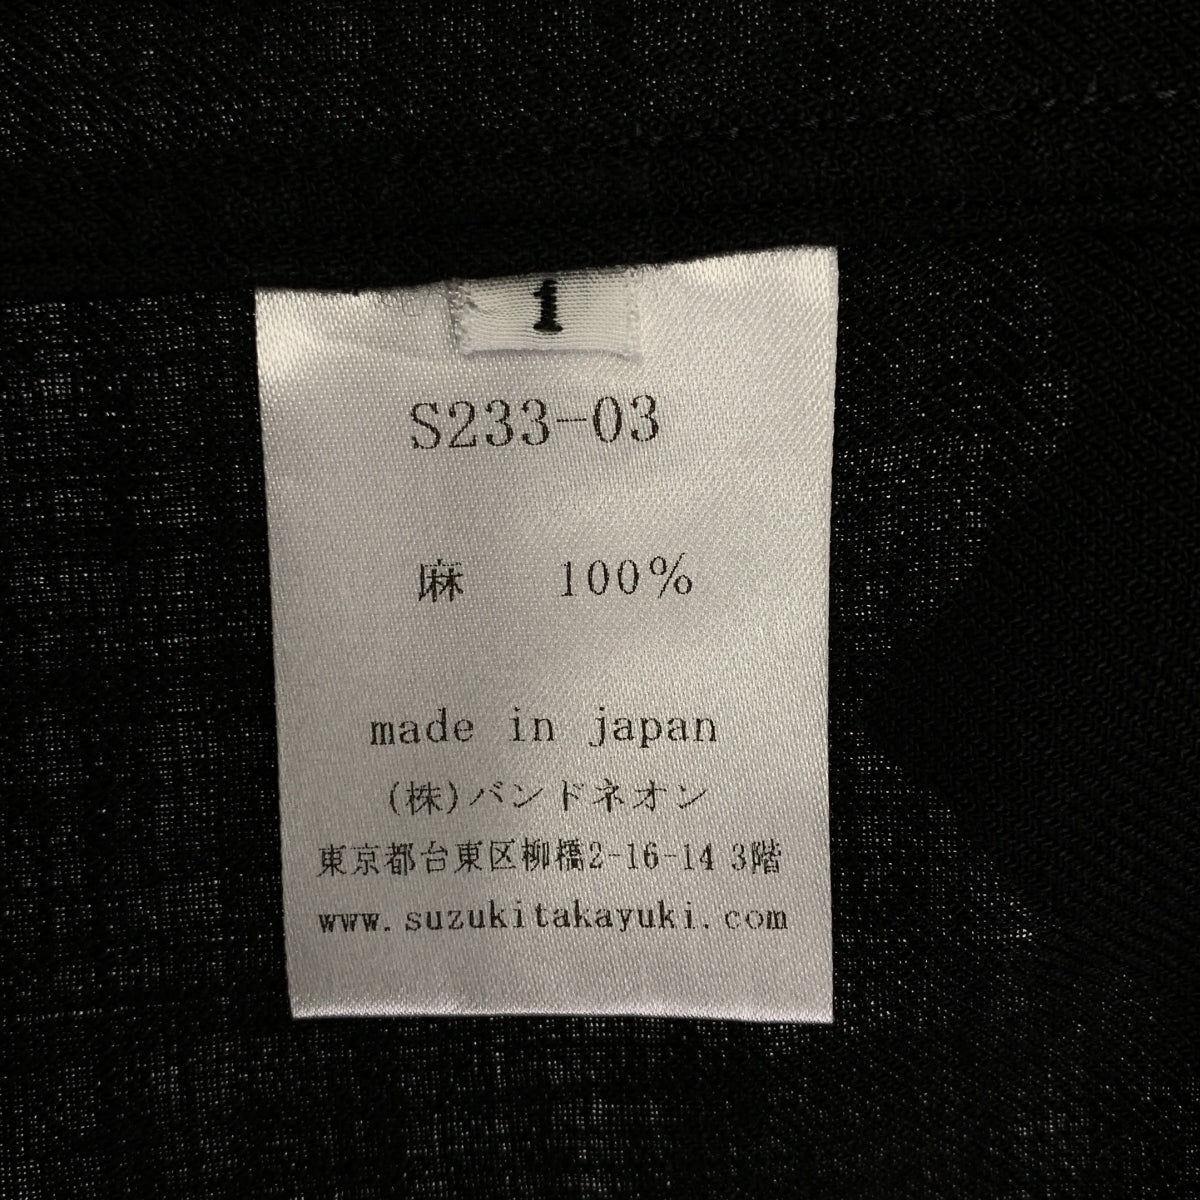 1
S233-03
麻 100%
made in japan
(株)バンドネオン
東京都台東区柳橋2-16-14 3階
www.suzukitakayuki.com